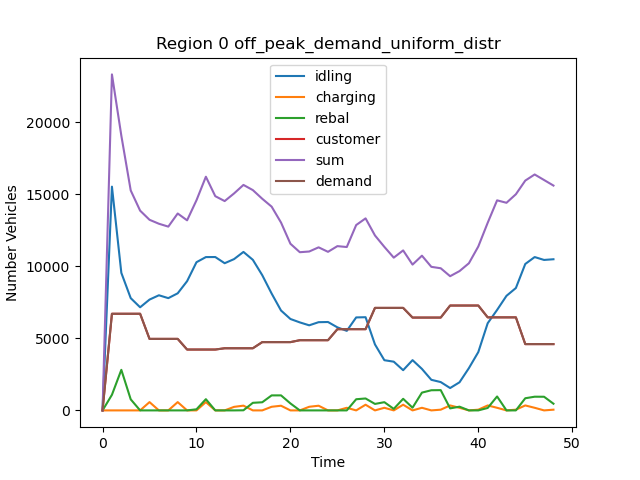 Region 0 off_peak_demand_uniform_distr
idling
charging
rebal
customer
sum
demand
Number Vehicles
20000
15000
10000
5000
0
0
10
20
30
40
50
Time